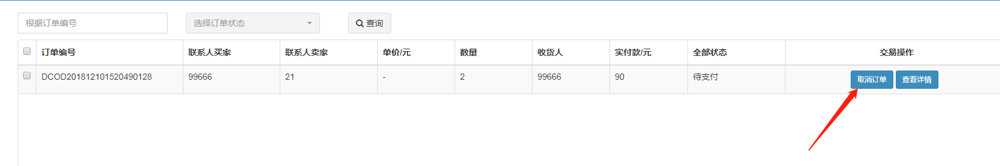 根据订单编号 选择订单状态 查询
订单编号 联系人买家 联系人卖家 单价/元 数量 收货人 实付款/元 全部状态 交易操作
DCOD201812101520490128 99666 21 - 2 99666 90 待支付 取消订单 查看详情